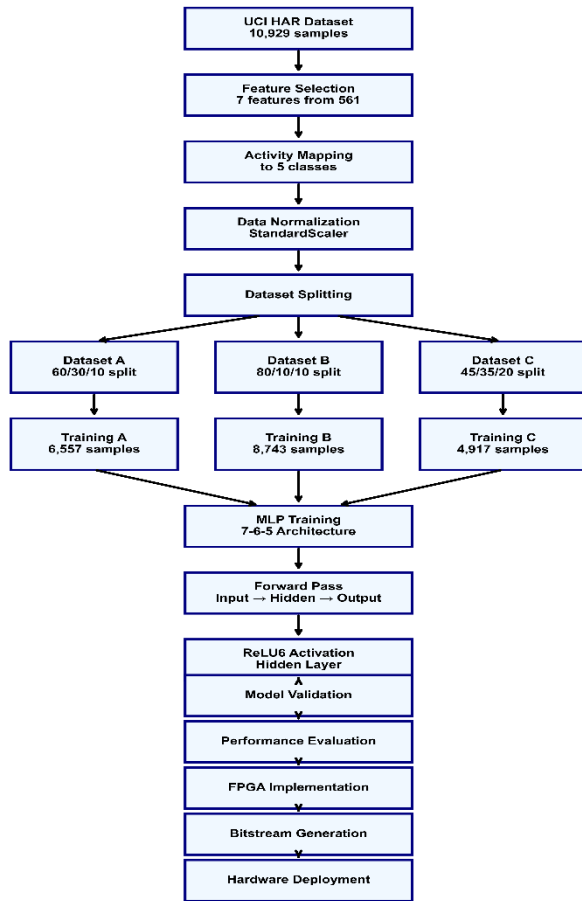 UCI HAR Dataset
10,929 samples
Feature Selection
7 features from 561
Activity Mapping
to 5 classes
Data Normalization
StandardScaler
Dataset Splitting
Dataset A
60/30/10 split
Dataset B
80/10/10 split
Dataset C
45/35/20 split
Training A
6,557 samples
Training B
8,743 samples
Training C
4,917 samples
MLP Training
7-6-5 Architecture
Forward Pass
Input → Hidden → Output
ReLU6 Activation
Hidden Layer
Model Validation
Performance Evaluation
FPGA Implementation
Bitstream Generation
Hardware Deployment